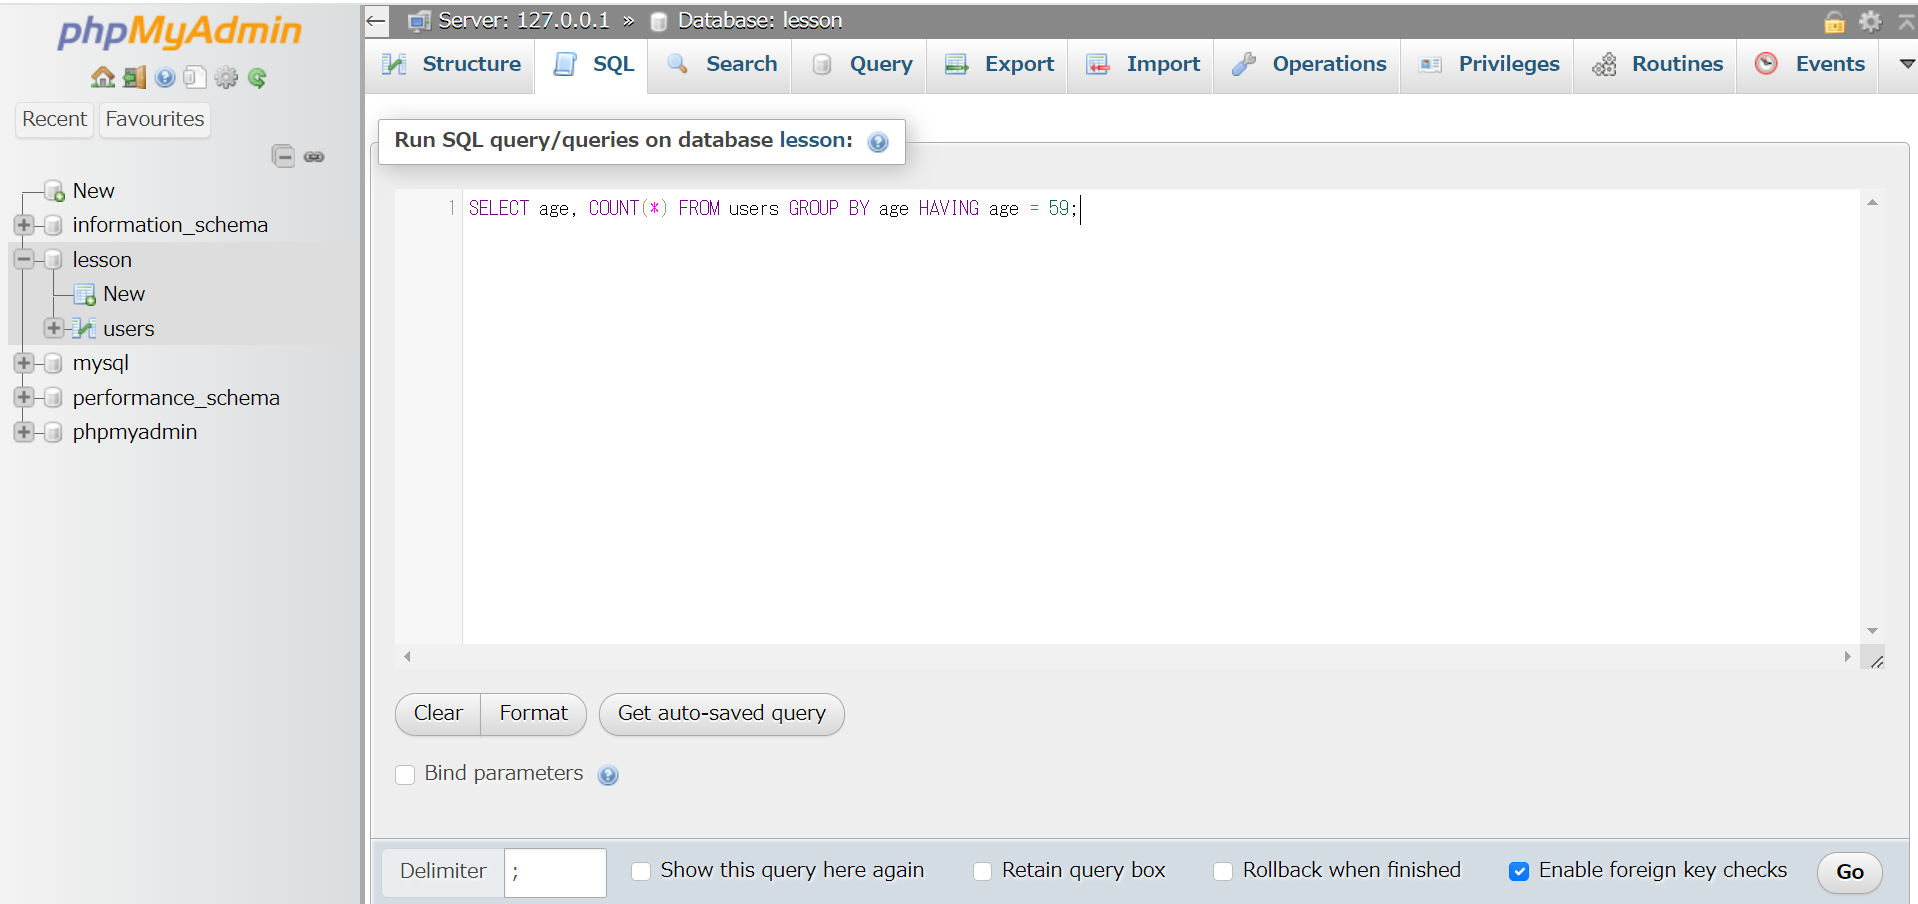 phpMyAdmin
Recent
Favourites
New
information_schema
lesson
New
users
mysql
performance_schema
phpmyadmin
Server: 127.0.0.1 » Database: lesson
Structure
SQL
Search
Query
Export
Import
Operations
Privileges
Routines
Events
Run SQL query/queries on database lesson:
1 SELECT age, COUNT(*) FROM users GROUP BY age HAVING age = 59;
Clear
Format
Get auto-saved query
Bind parameters
Delimiter ;
Show this query here again
Retain query box
Rollback when finished
Enable foreign key checks
Go